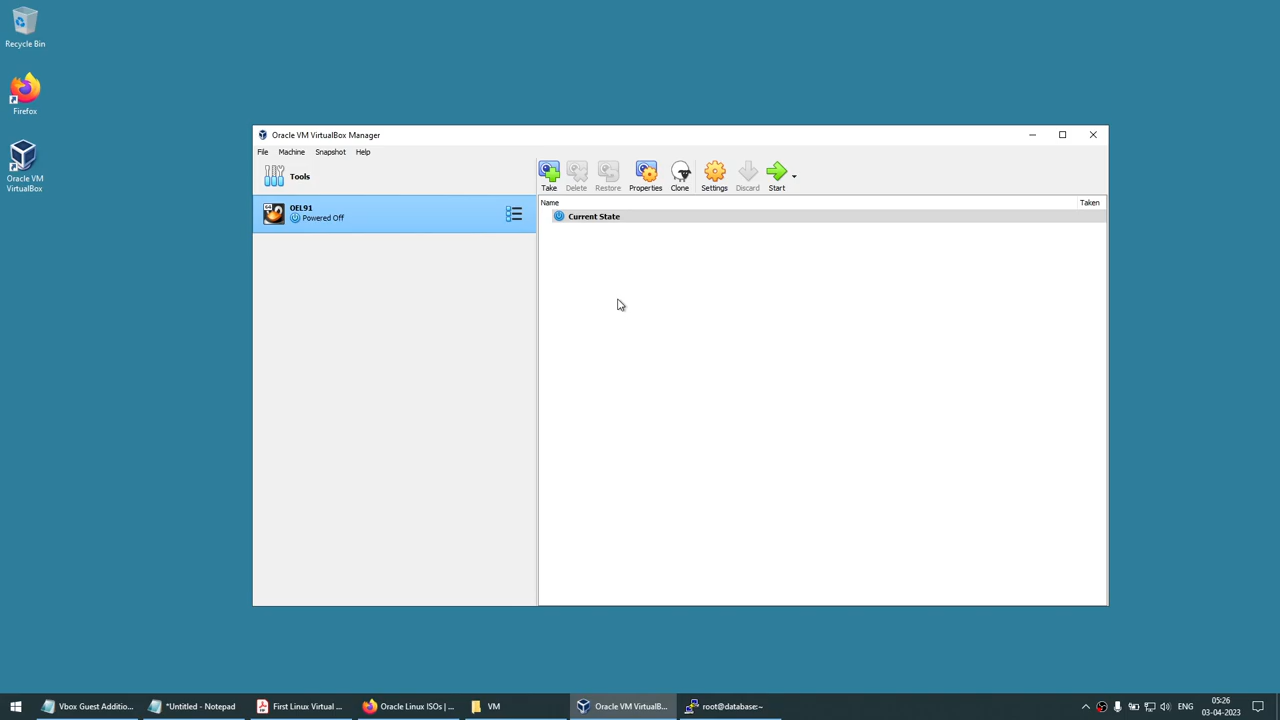 Recycle Bin
Firefox
Oracle VM
VirtualBox
Oracle VM VirtualBox Manager
File Machine Snapshot Help
Tools
OEL91
Powered Off
64
Take Delete Restore Properties Clone Settings Discard Start
Name Taken
Current State
Vbox Guest Additio...
*Untitled - Notepad
First Linux Virtual ...
Oracle Linux ISOs | ...
VM
Oracle VM VirtualB...
root@database:~
ENG
05:26
03-04-2023